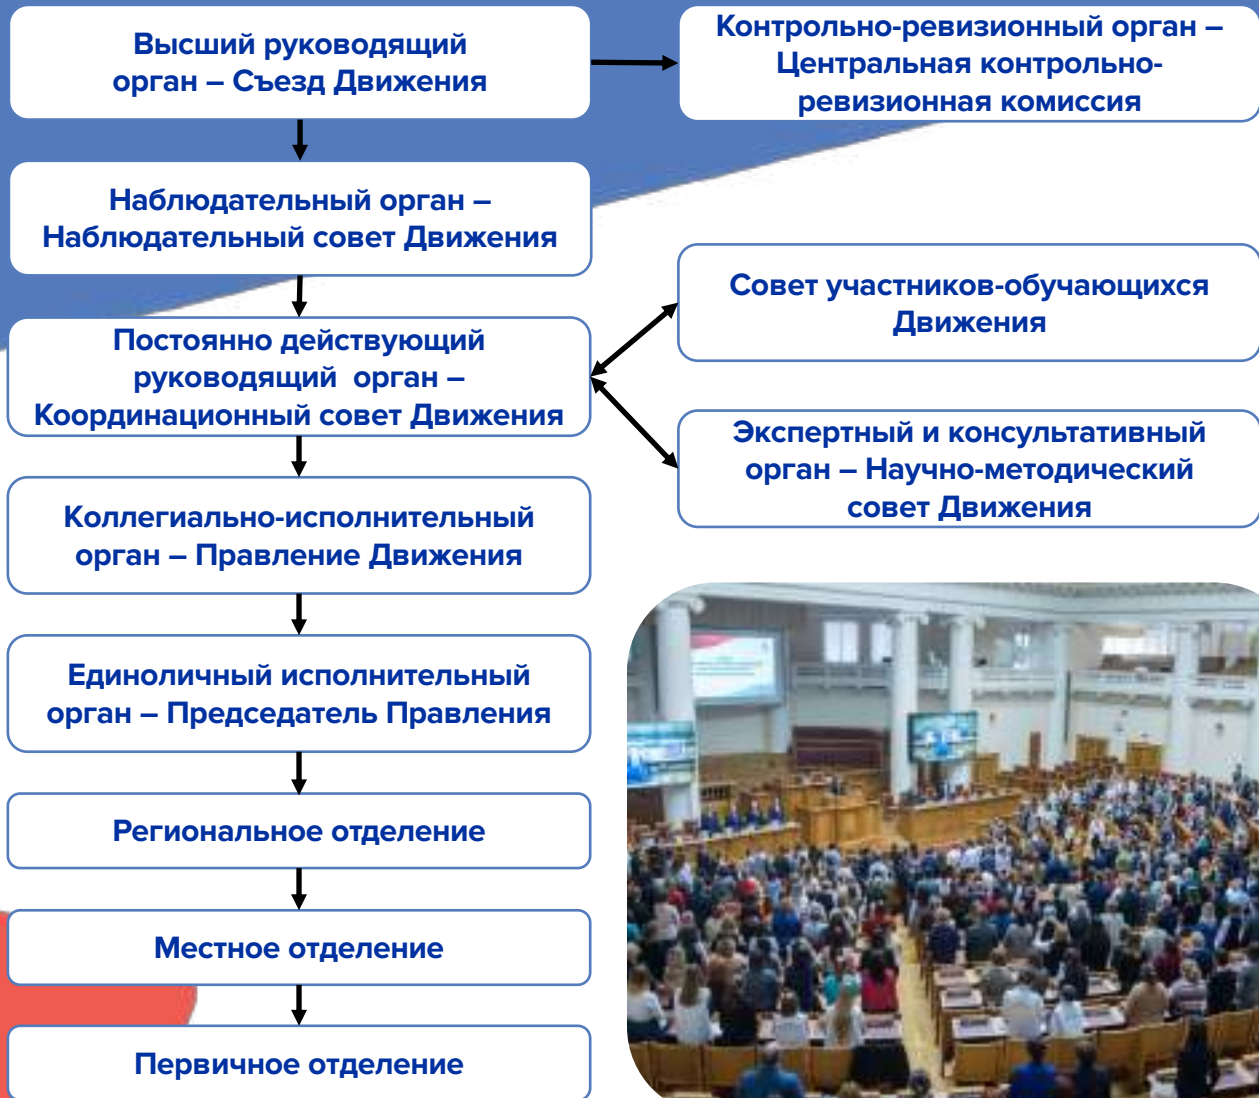 Высший руководящий
орган – Съезд Движения
Контрольно-ревизионный орган –
Центральная контрольно-
ревизионная комиссия
Наблюдательный орган –
Наблюдательный совет Движения
Постоянно действующий
руководящий орган –
Координационный совет Движения
Совет участников-обучающихся
Движения
Экспертный и консультативный
орган – Научно-методический
совет Движения
Коллегиально-исполнительный
орган – Правление Движения
Единоличный исполнительный
орган – Председатель Правления
Региональное отделение
Местное отделение
Первичное отделение